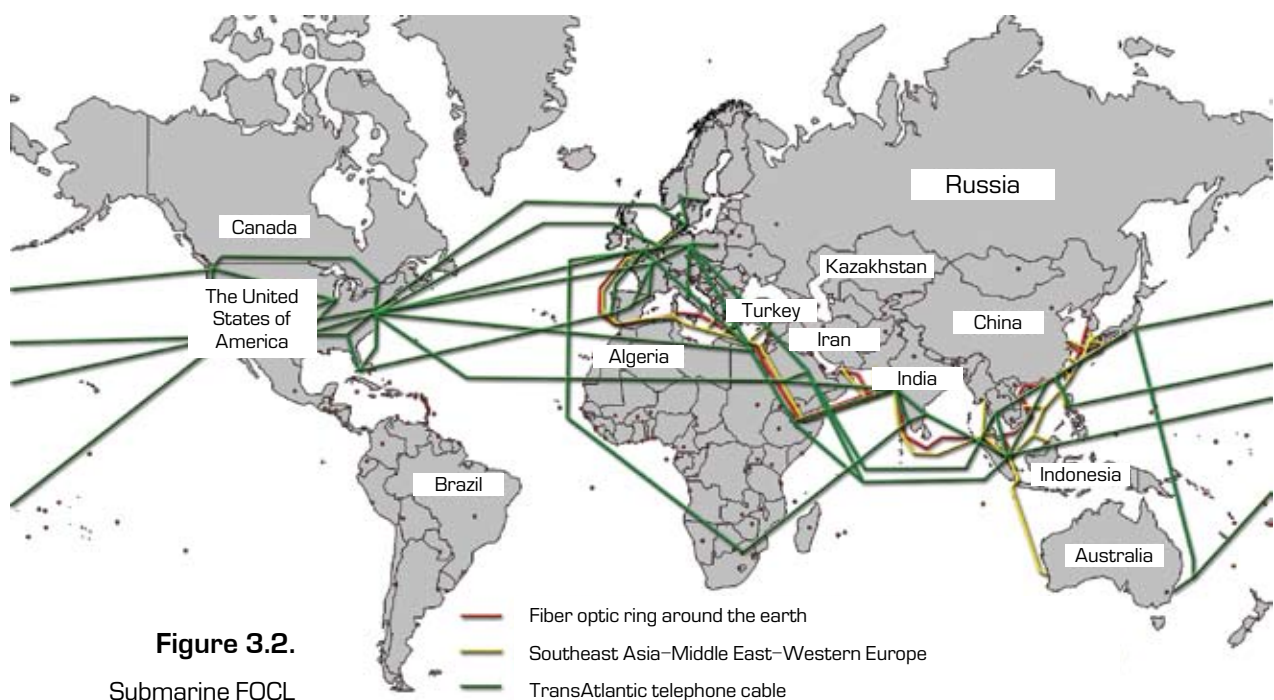 Russia
Canada
Kazakhstan
The United
States of
America
Turkey
China
Iran
Algeria
India
Brazil
Indonesia
Australia
Fiber optic ring around the earth
Figure 3.2.
Southeast Asia–Middle East–Western Europe
Submarine FOCL
TransAtlantic telephone cable